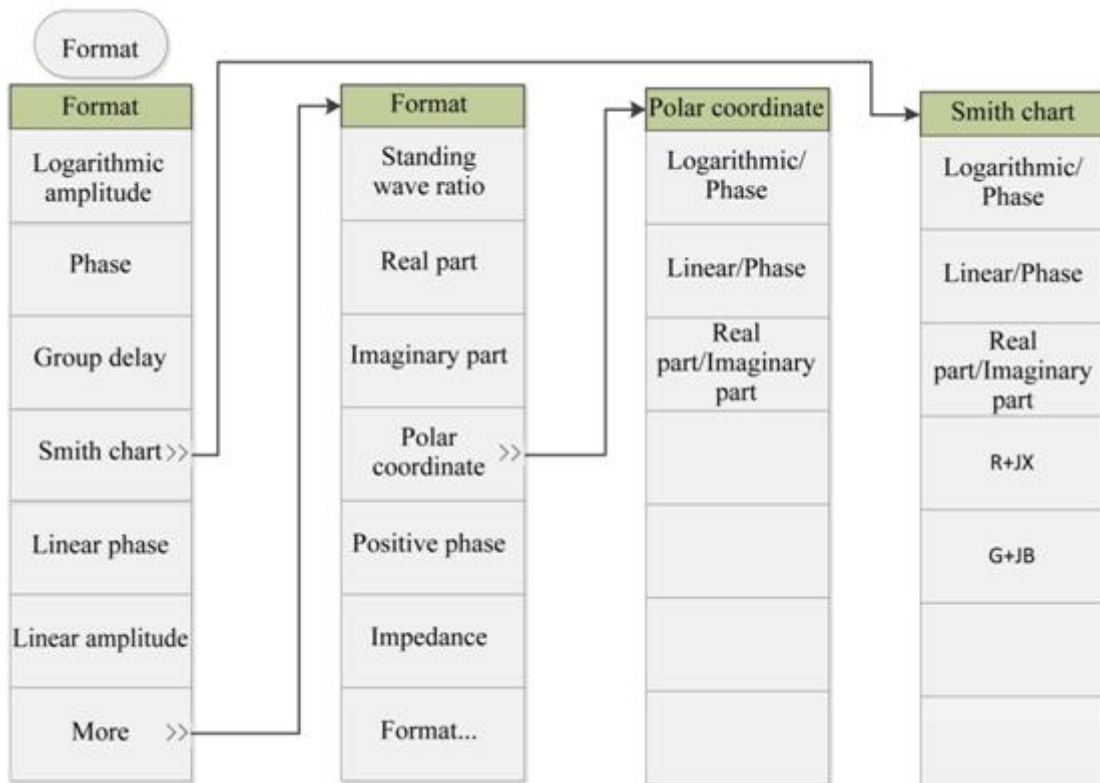 Format
Format
Logarithmic
amplitude
Phase
Group delay
Smith chart >>
Linear phase
Linear amplitude
More >>
Format
Standing
wave ratio
Real part
Imaginary part
Polar
coordinate >>
Positive phase
Impedance
Format...
Polar coordinate
Logarithmic/
Phase
Linear/Phase
Real
part/Imaginary
part
Smith chart
Logarithmic/
Phase
Linear/Phase
Real
part/Imaginary
part
R+JX
G+JB